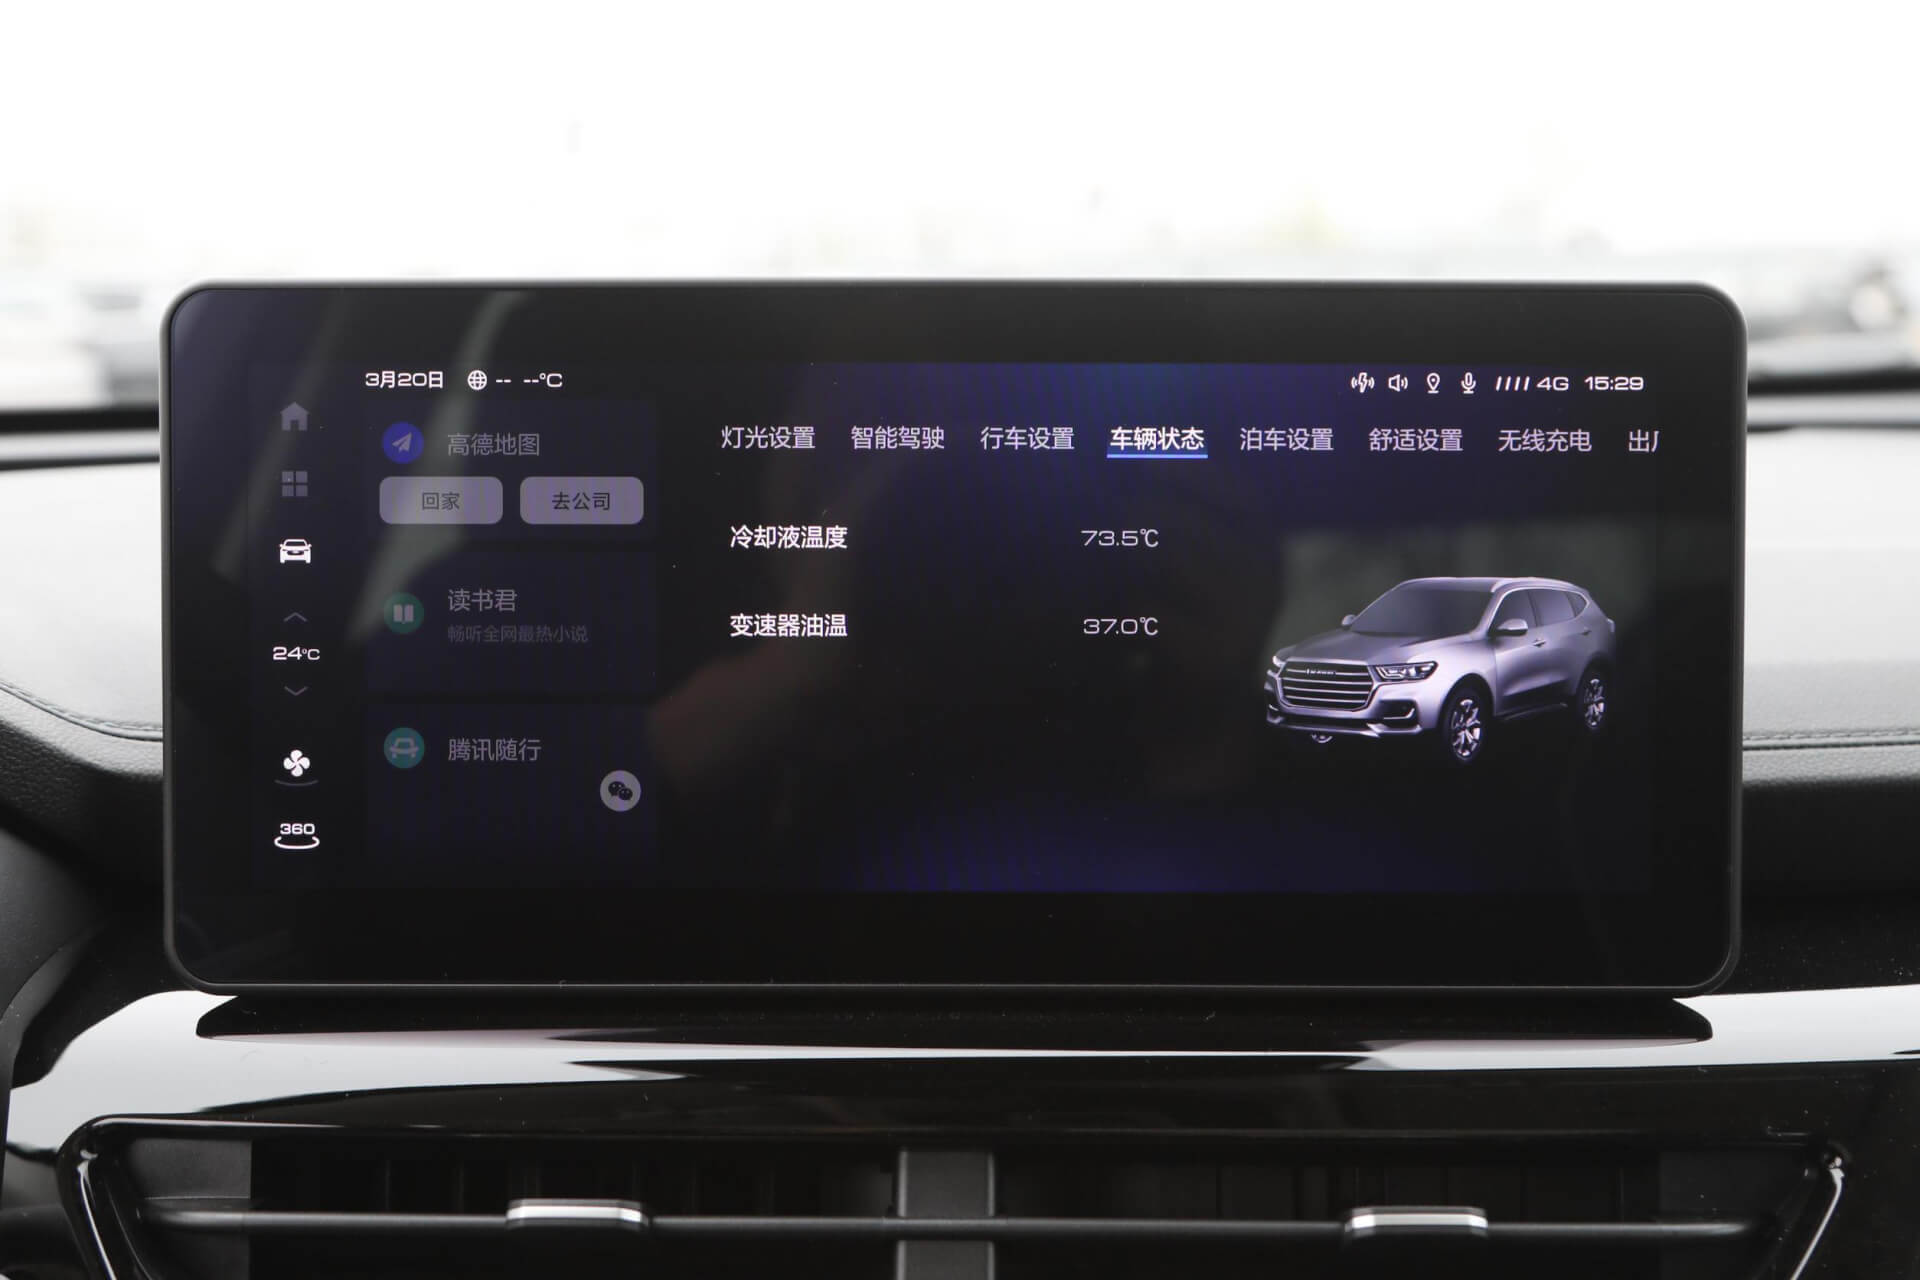 3月20日 -- --°C
4G 15:29
高德地图
回家 去公司
读书君
畅听全网最热小说
腾讯随行
24°C
360
灯光设置 智能驾驶 行车设置 车辆状态 泊车设置 舒适设置 无线充电 出
冷却液温度 73.5℃
变速器油温 37.0℃